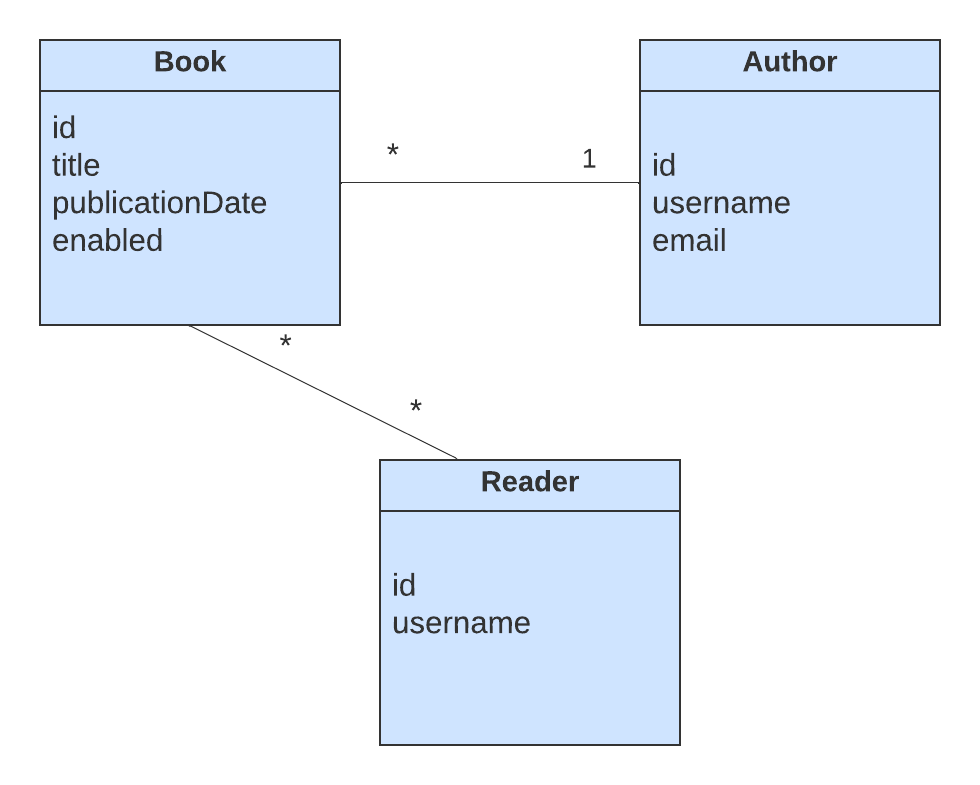 Book
id
title
publicationDate
enabled
*
1
Author
id
username
email
*
*
Reader
id
username